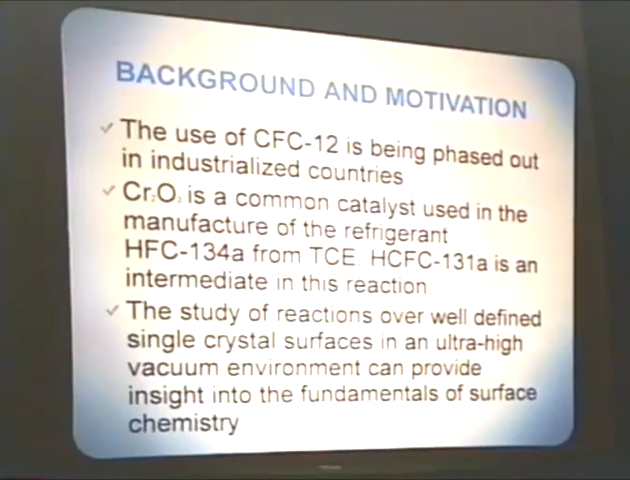 BACKGROUND AND MOTIVATION
✓ The use of CFC-12 is being phased out
in industrialized countries
✓ Cr₂O₃ is a common catalyst used in the
manufacture of the refrigerant
HFC-134a from TCE. HCFC-131a is an
intermediate in this reaction
✓ The study of reactions over well defined
single crystal surfaces in an ultra-high
vacuum environment can provide
insight into the fundamentals of surface
chemistry